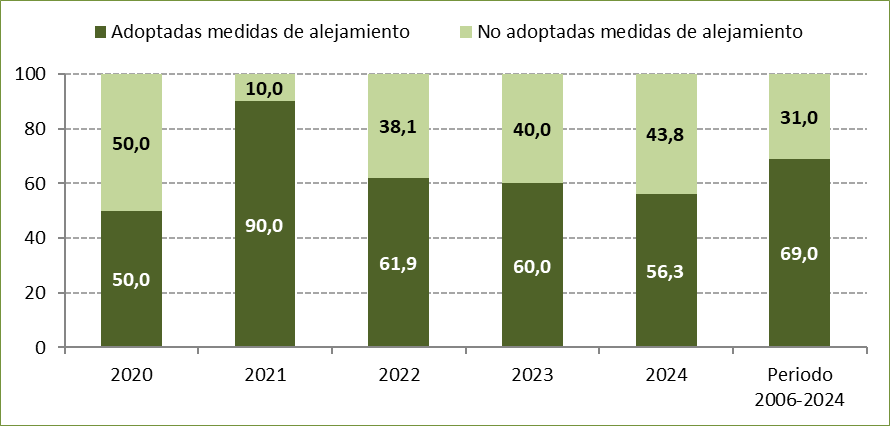 Adoptadas medidas de alejamiento No adoptadas medidas de alejamiento
100
80
60
40
20
0
50,0 10,0 38,1 40,0 43,8 31,0
50,0 90,0 61,9 60,0 56,3 69,0
2020 2021 2022 2023 2024 Periodo
2006-2024